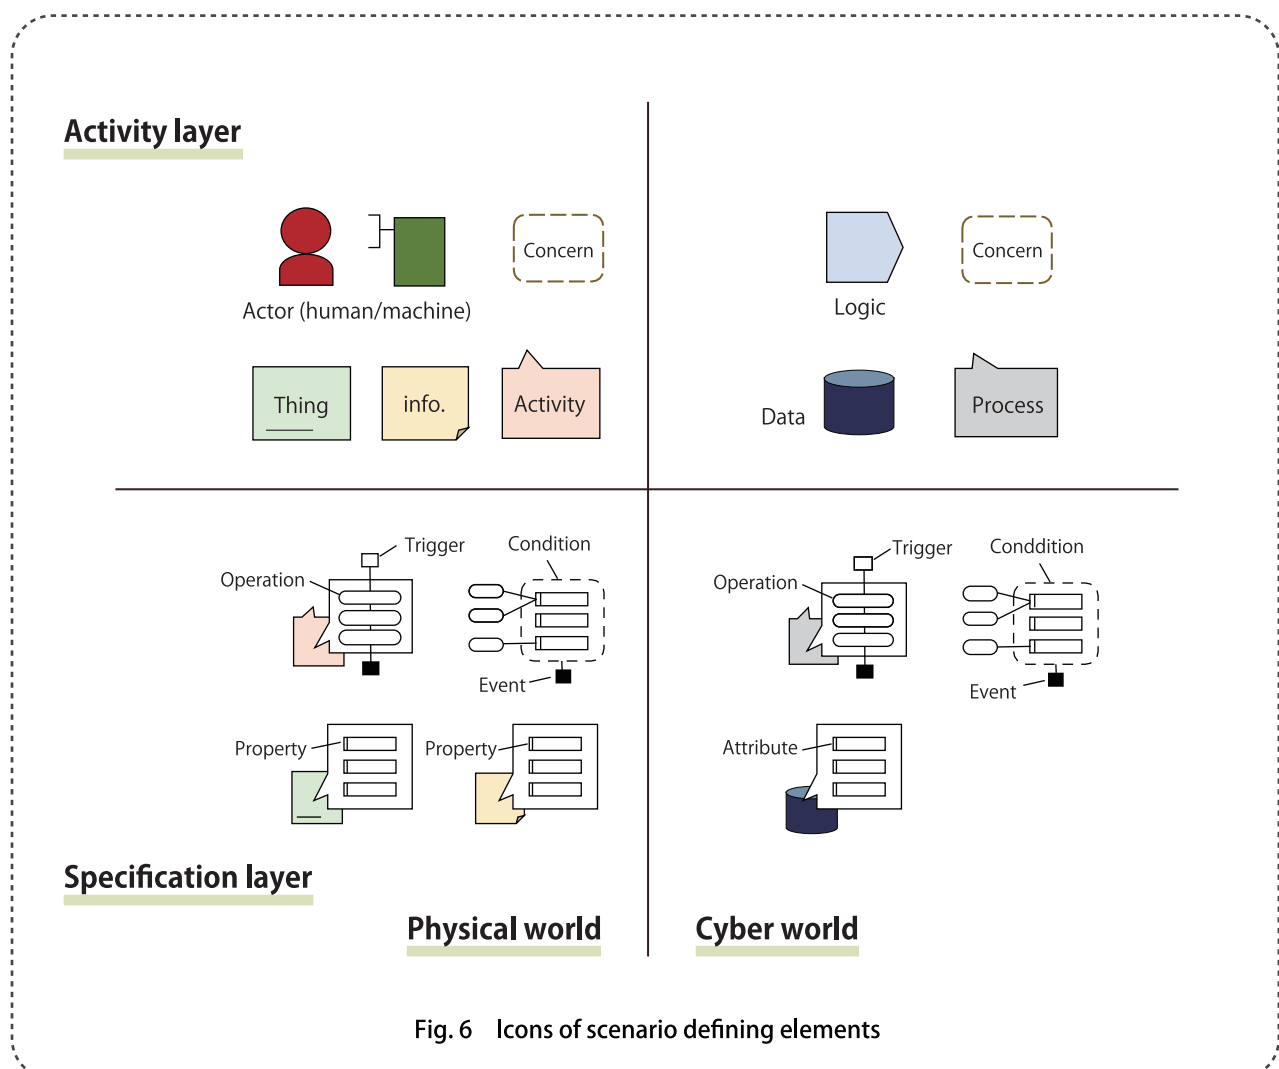 Activity layer
Concern
Actor (human/machine)
Thing
info.
Activity
Logic
Concern
Data
Process
Trigger
Operation
Condition
Event
Property
Property
Trigger
Operation
Conddition
Event
Attribute
Specification layer
Physical world
Cyber world
Fig. 6 Icons of scenario defining elements